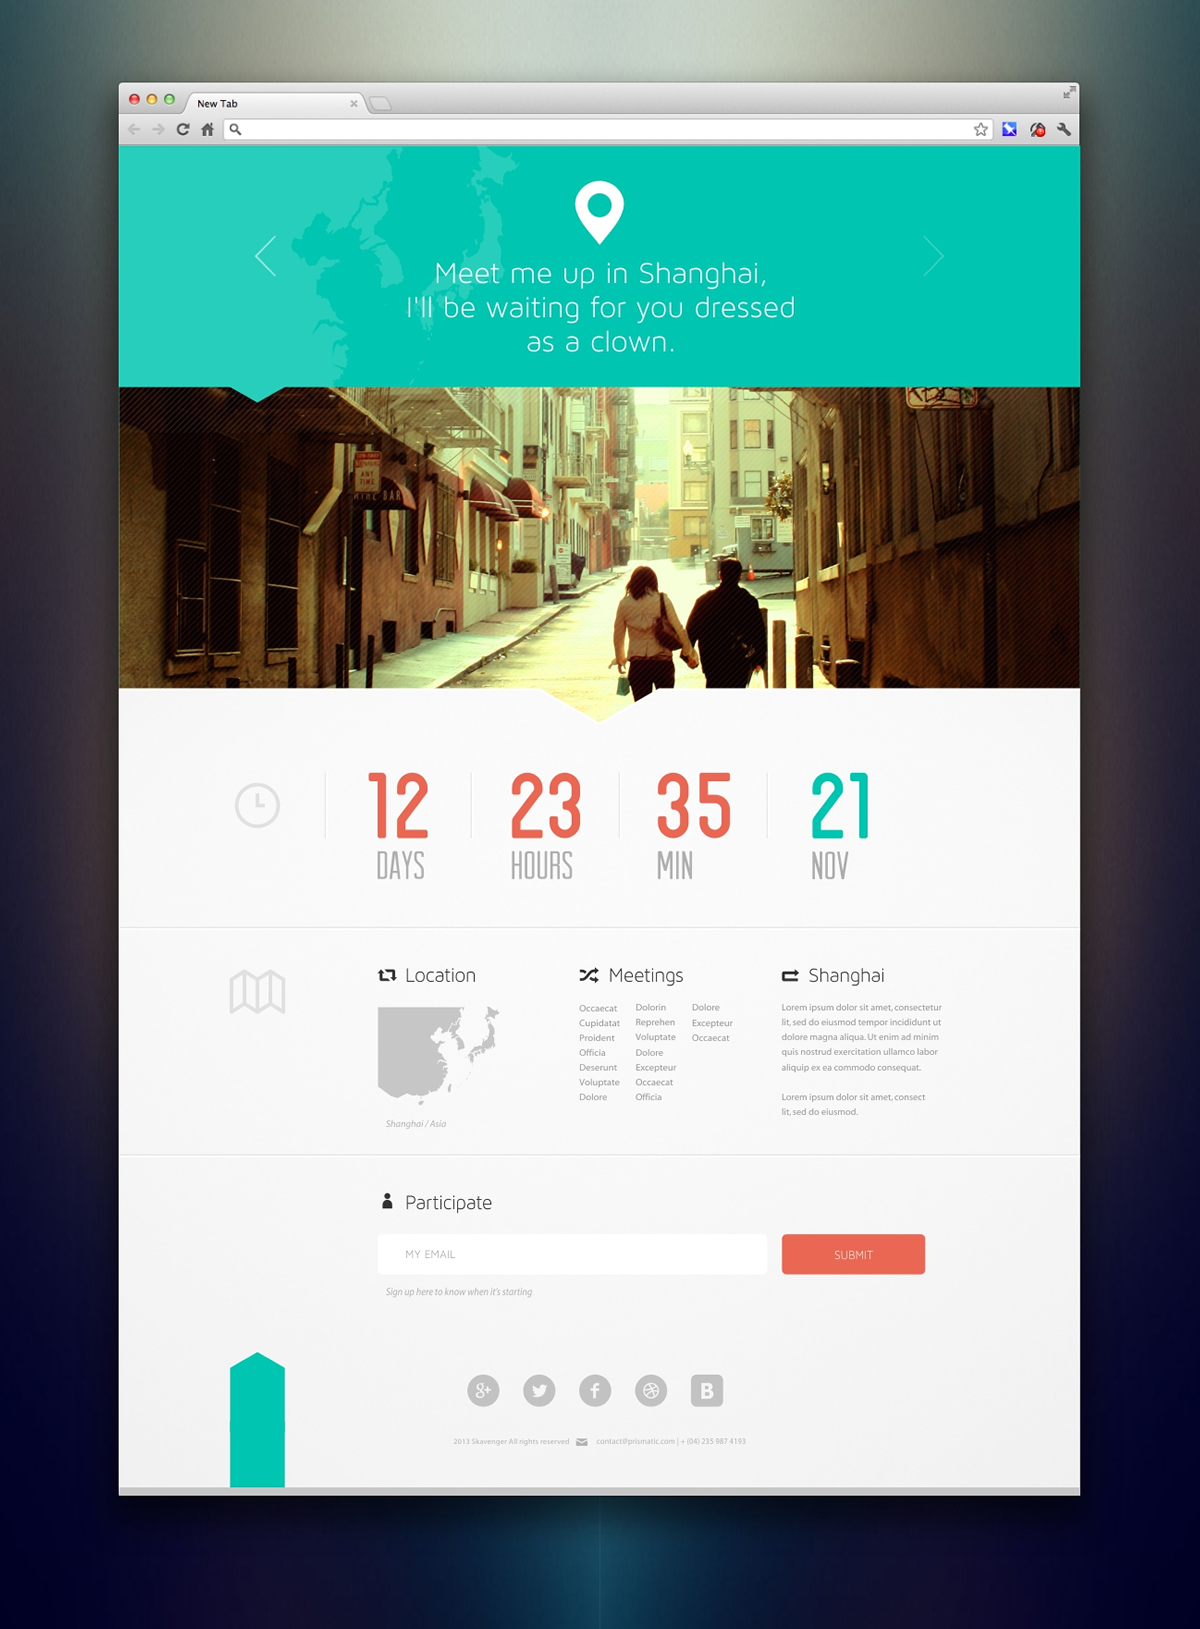 New Tab
Meet me up in Shanghai,
I'll be waiting for you dressed
as a clown.
ANY
TIME
WINE BAR
12
DAYS
23
HOURS
35
MIN
21
NOV
Location
Shanghai / Asia
Meetings
Occaecat
Cupidatat
Proident
Officia
Deserunt
Voluptate
Dolore
Dolorin
Reprehen
Voluptate
Dolore
Excepteur
Occaecat
Officia
Dolore
Excepteur
Occaecat
Shanghai
Lorem ipsum dolor sit amet, consectetur
lit, sed do eiusmod tempor incididunt ut
dolore magna aliqua. Ut enim ad minim
quis nostrud exercitation ullamco labor
aliquip ex ea commodo consequat.
Lorem ipsum dolor sit amet, consect
lit, sed do eiusmod.
Participate
MY EMAIL
SUBMIT
Sign up here to know when it's starting
g+
f
B
2013 Skavenger All rights reserved contact@prismatic.com | + (04) 235 987 4193